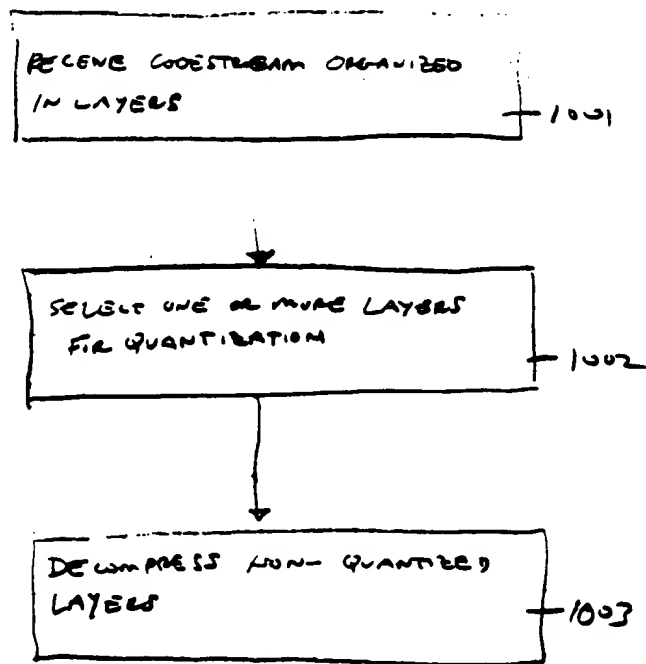 RECEIVE CODESTREAM ORGANIZED
IN LAYERS
1001
SELECT ONE OR MORE LAYERS
FOR QUANTIZATION
1002
DECOMPRESS NON-QUANTIZED
LAYERS
1003